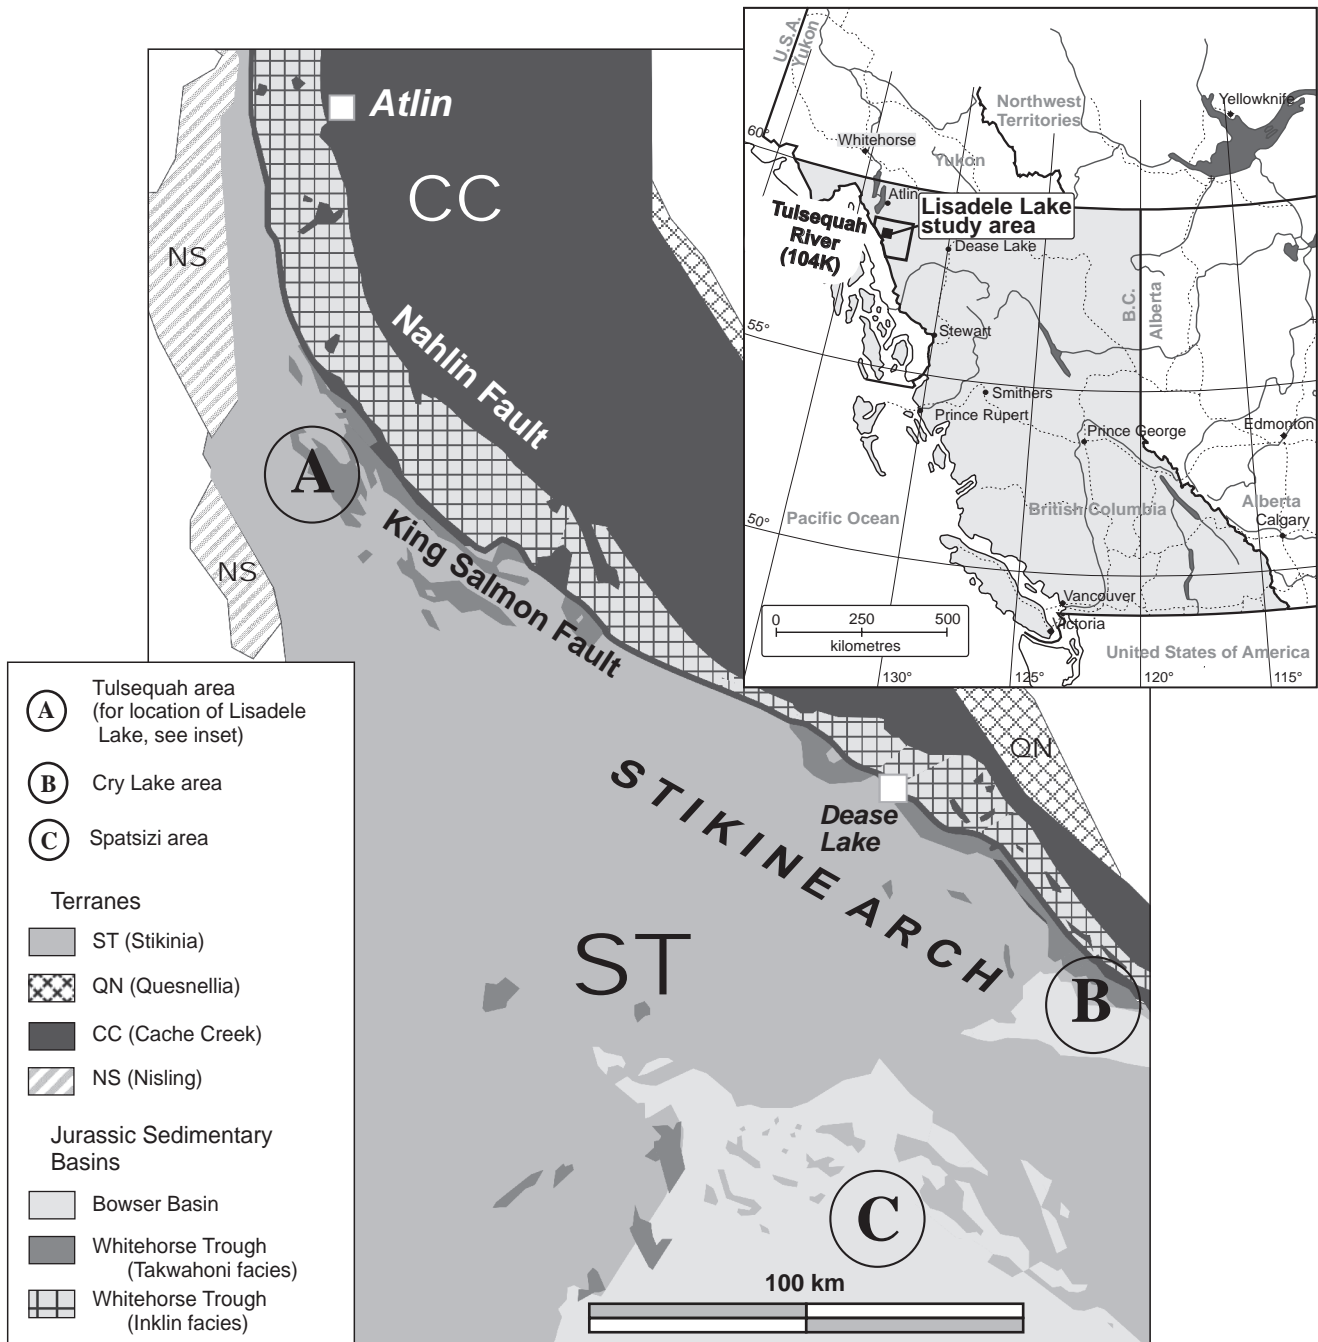 Atlin
CC
NS
Nahlin Fault
A
King Salmon Fault
NS
U.S.A.
Yukon
Northwest
Territories
Yellowknife
60°
Whitehorse
Yukon
Atlin
Lisadele Lake
study area
Tulsequah
River
(104K)
Dease Lake
B.C.
Alberta
55°
Stewart
Smithers
Prince Rupert
Prince George
Edmonton
50°
Pacific Ocean
British Columbia
Alberta
Calgary
Vancouver
Victoria
0 250 500
kilometres
United States of America
130° 125° 120° 115°
QN
STIKINE ARCH
Dease
Lake
ST
B
C
100 km
A
Tulsequah area
(for location of Lisadele
Lake, see inset)
B
Cry Lake area
C
Spatsizi area
Terranes
ST (Stikinia)
QN (Quesnellia)
CC (Cache Creek)
NS (Nisling)
Jurassic Sedimentary
Basins
Bowser Basin
Whitehorse Trough
(Takwahoni facies)
Whitehorse Trough
(Inklin facies)